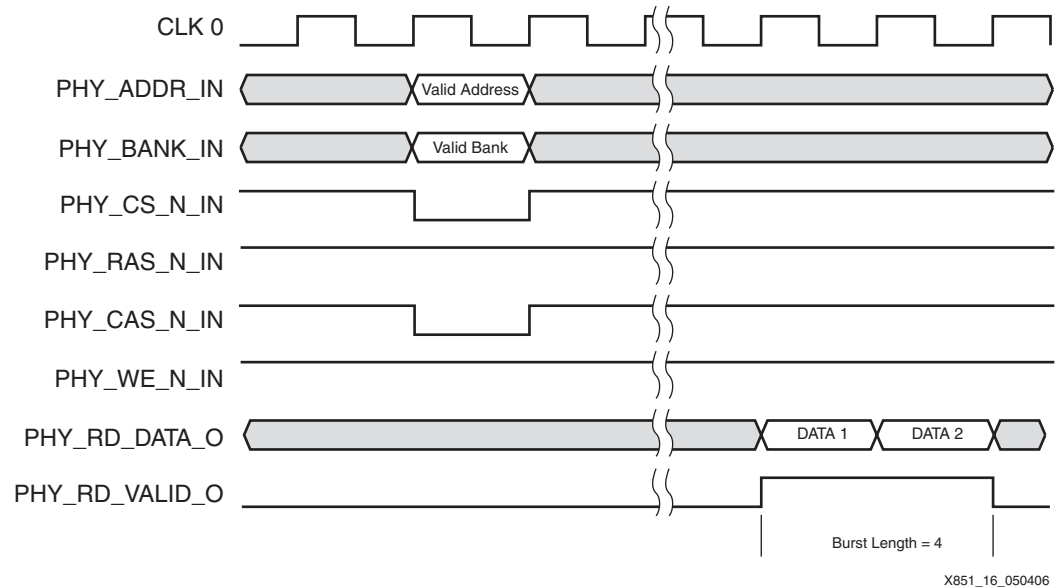 CLK 0
PHY_ADDR_IN
Valid Address
PHY_BANK_IN
Valid Bank
PHY_CS_N_IN
PHY_RAS_N_IN
PHY_CAS_N_IN
PHY_WE_N_IN
PHY_RD_DATA_O
DATA 1
DATA 2
PHY_RD_VALID_O
Burst Length = 4
X851_16_050406